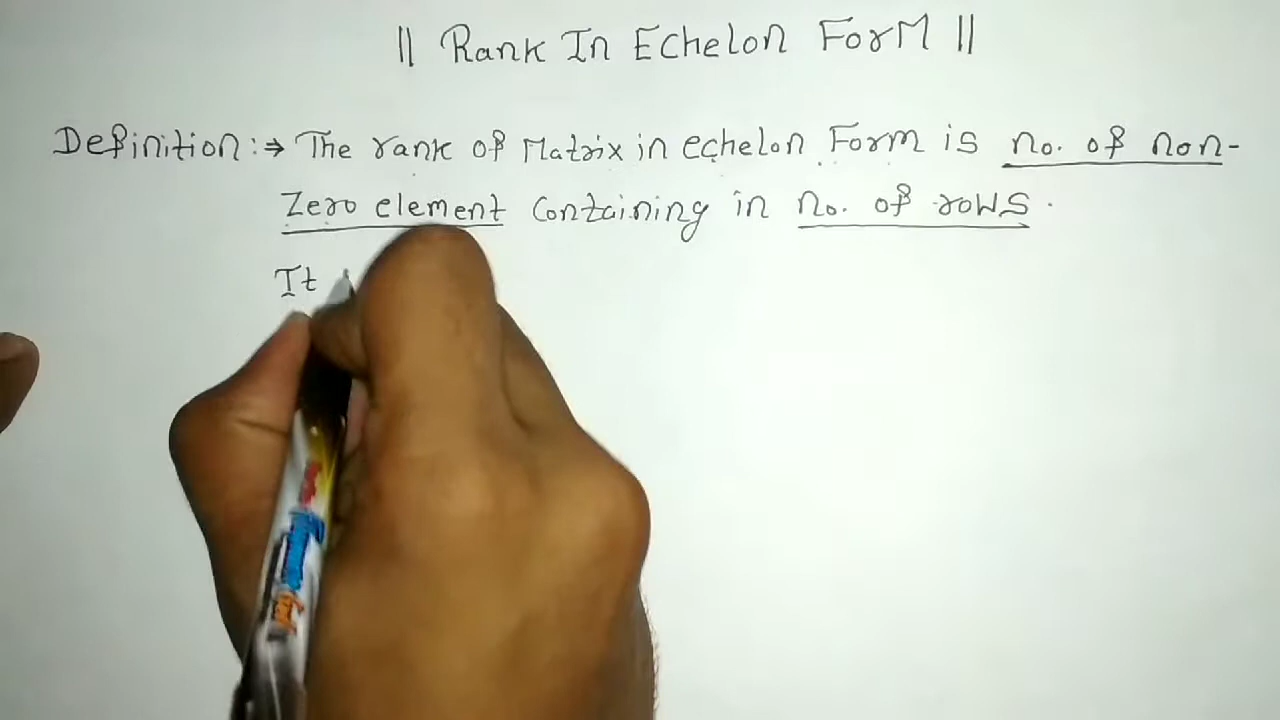 || Rank In Echelon Form ||
Definition :⇒ The rank of Matrix in echelon Form is no. of non-
Zero element containing in no. of rows.
It